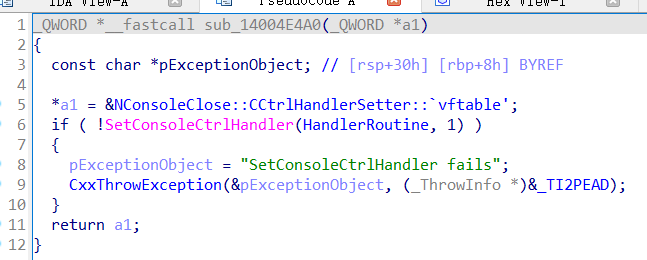 IDA View-A Pseudocode A Hex View-1
1 _QWORD *__fastcall sub_14004E4A0(_QWORD *a1)
2 {
3 const char *pExceptionObject; // [rsp+30h] [rbp+8h] BYREF
4
5 *a1 = &NConsoleClose::CCtrlHandlerSetter::`vftable';
6 if ( !SetConsoleCtrlHandler(HandlerRoutine, 1) )
7 {
8 pExceptionObject = "SetConsoleCtrlHandler fails";
9 CxxThrowException(&pExceptionObject, (_ThrowInfo *)&_TI2PEAD);
10 }
11 return a1;
12 }